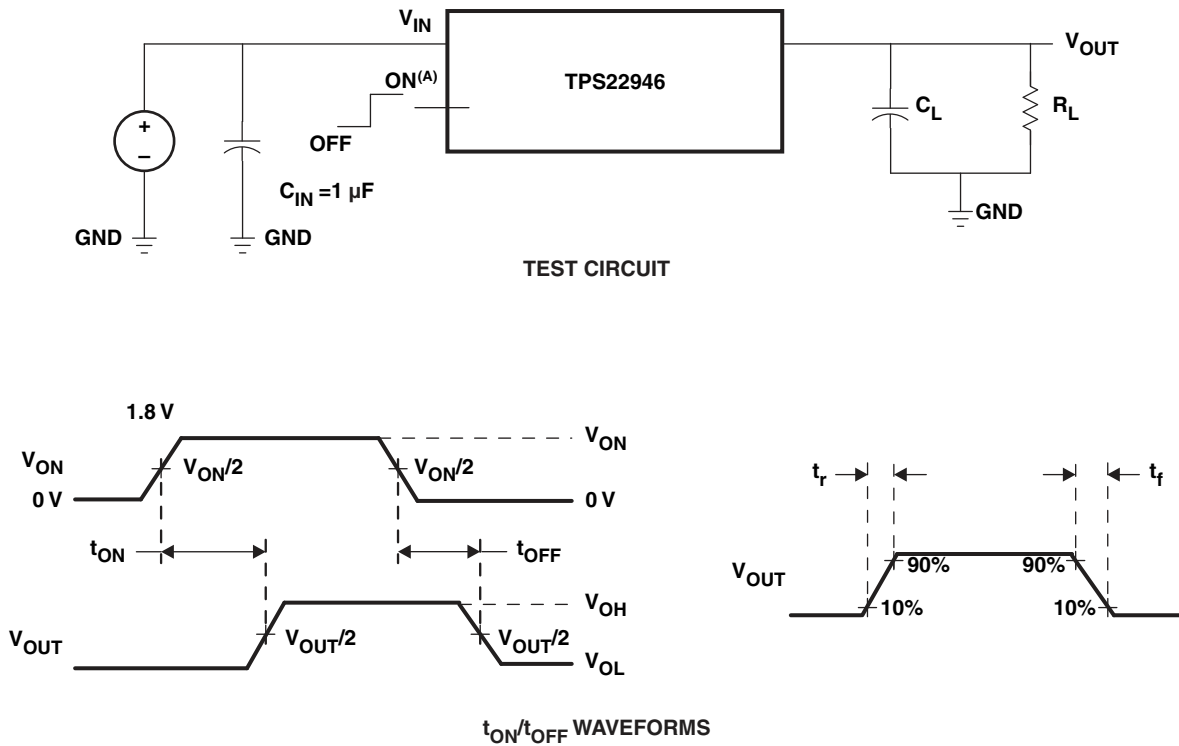 V_IN
V_OUT
ON(A)
TPS22946
+
−
C_L
R_L
OFF
C_IN =1 µF
GND
GND
GND
TEST CIRCUIT
1.8 V
V_ON
V_ON
V_ON/2
V_ON/2
0 V
0 V
t_r
t_f
t_ON
t_OFF
V_OUT
90%
90%
10%
10%
V_OH
V_OUT
V_OUT/2
V_OUT/2
V_OL
t_ON/t_OFF WAVEFORMS